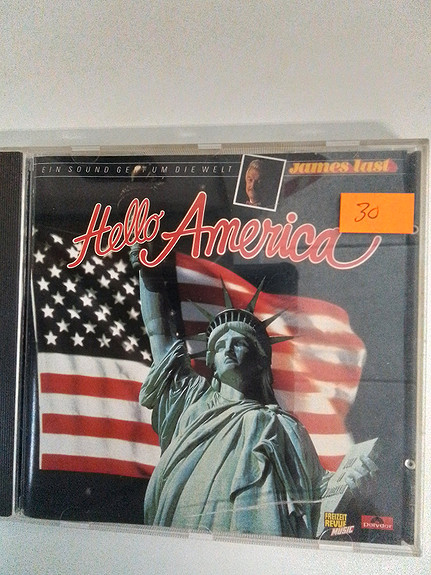 EIN SOUND GEHT UM DIE WELT
james last
Hello America
30
FREIZEIT
REVUE
MUSIC
Polydor